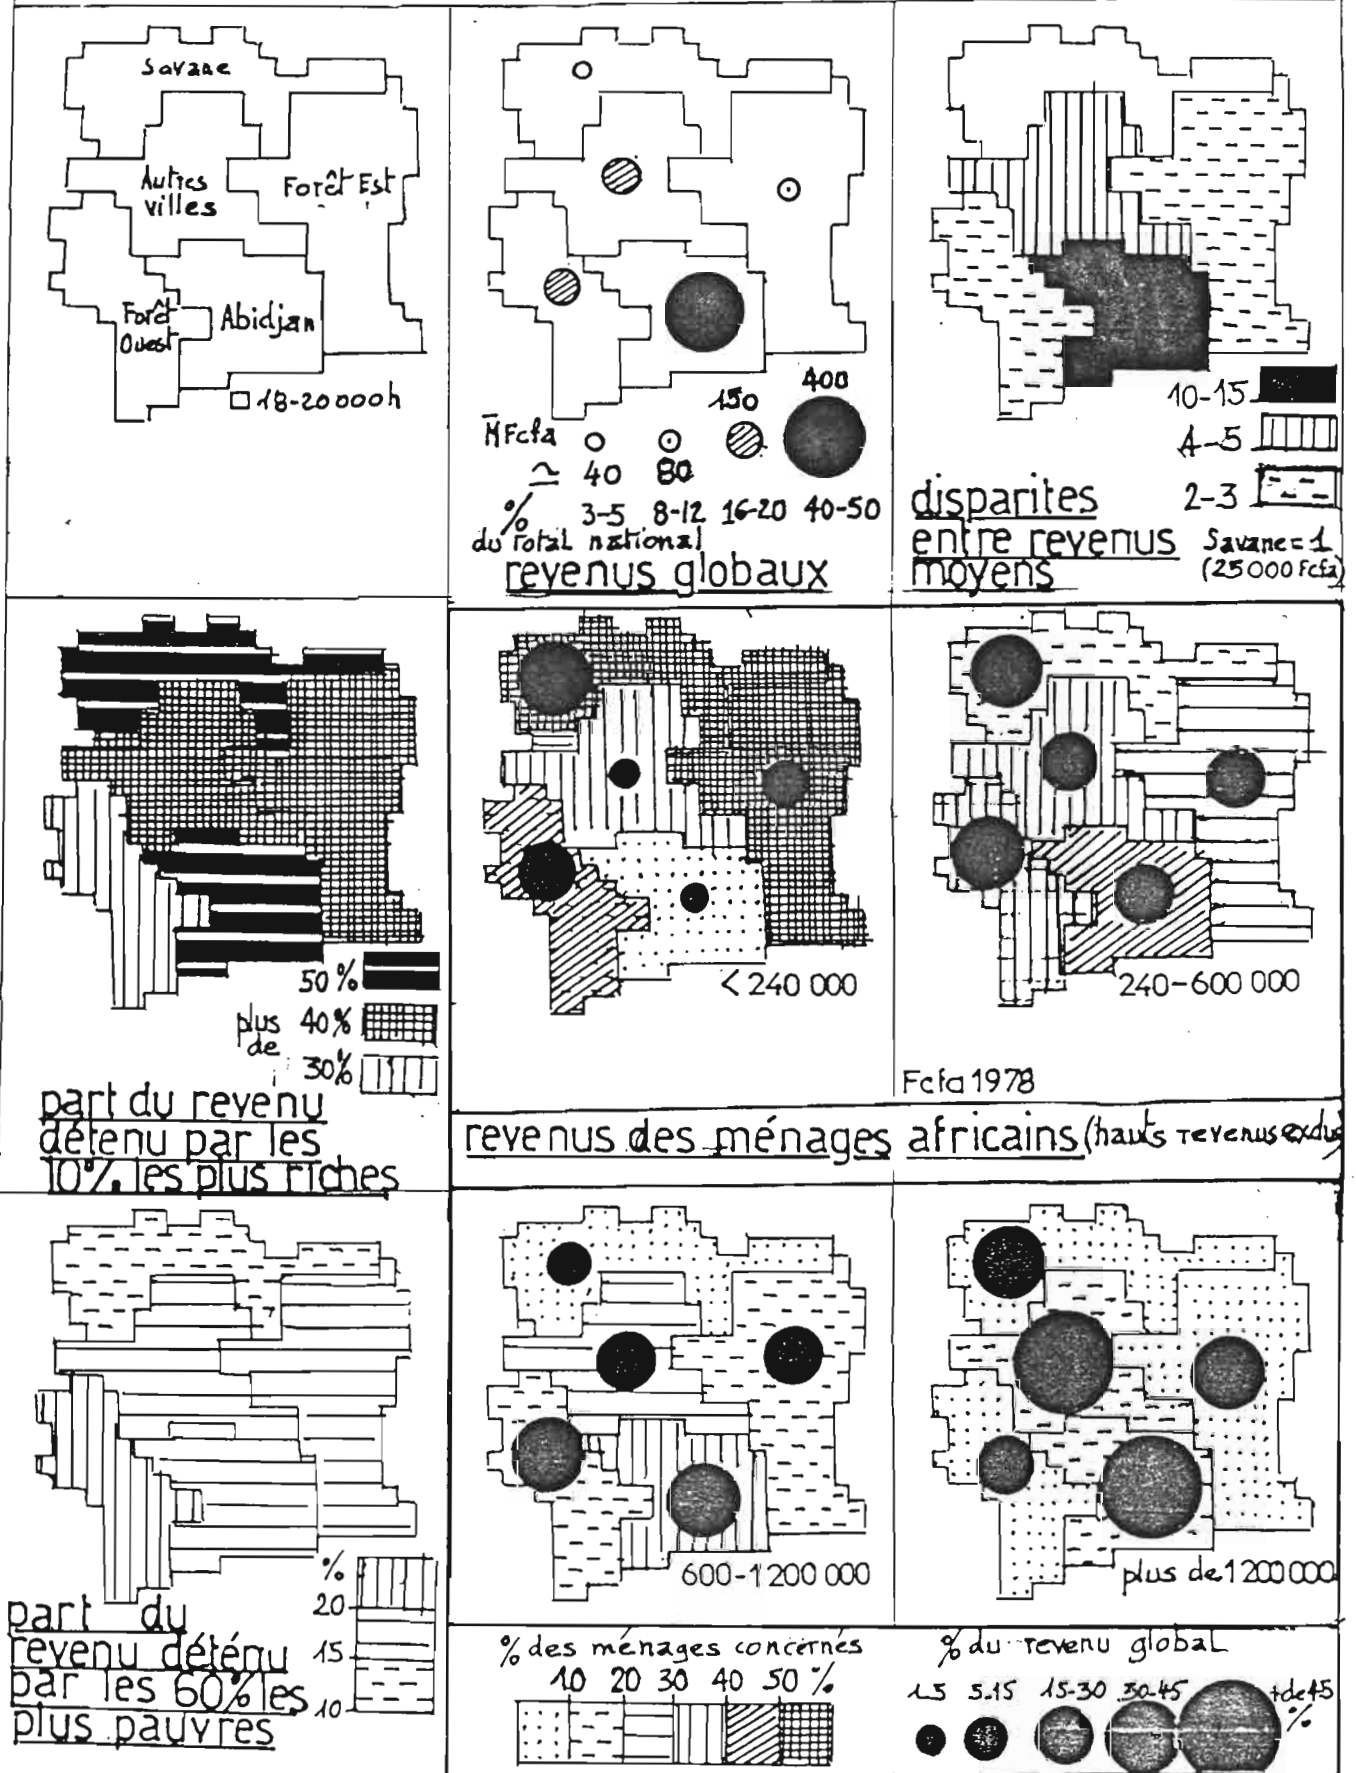 Savane
Autres
villes
Forêt Est
Forêt
Ouest
Abidjan
18-20 000 h
MFcfa
150
400
≃ 40 80
% 3-5 8-12 16-20 40-50
du Total national
revenus globaux
10-15
4-5
2-3
disparites
entre revenus
moyens
Savane = 1
(25 000 Fcfa)
50 %
plus
de
40 %
30 %
part du revenu
détenu par les
10 % les plus riches
< 240 000
240-600 000
Fcfa 1978
revenus des ménages africains (hauts revenus exclus
%
20
15
10
part du
revenu déténu
par les 60 % les
plus pauvres
600-1 200 000
plus de 1 200 000
% des ménages concernés
10 20 30 40 50 %
% du revenu global
1-5 5-15 15-30 30-45 + de 45
%